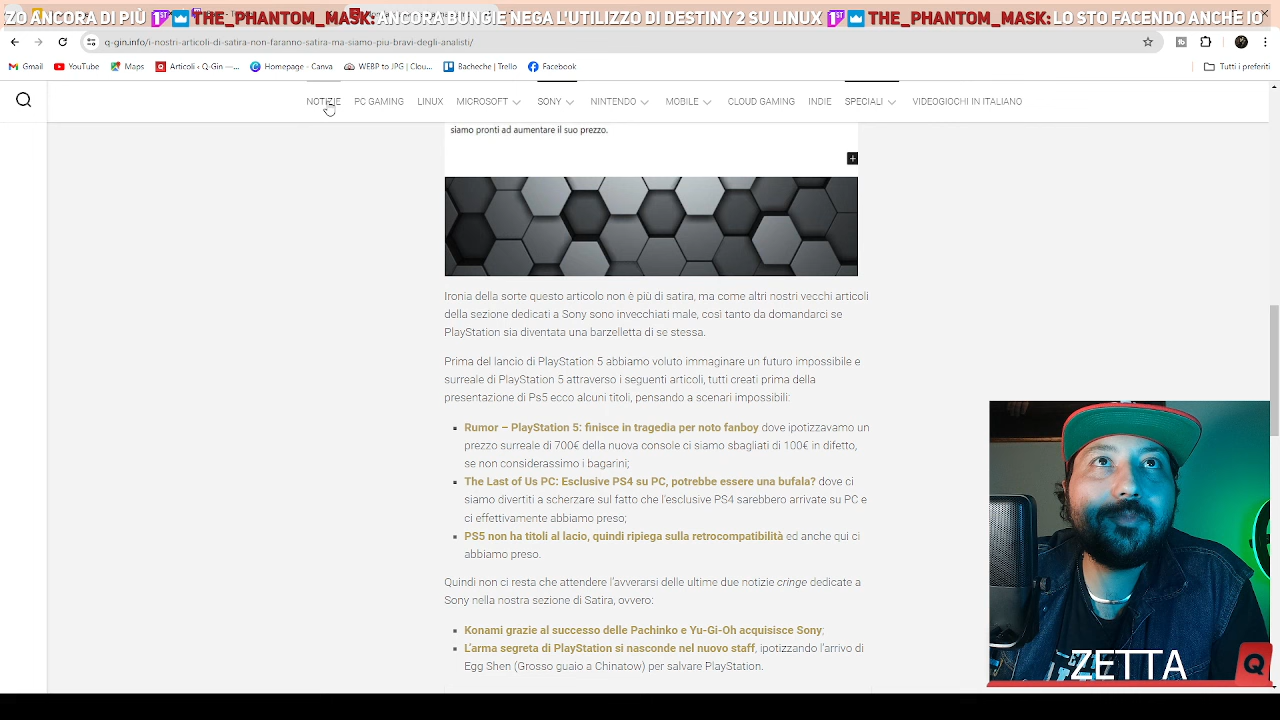 ZO ANCORA DI PIÙ 1ST THE_PHANTOM_MASK: ANCORA BUNGIE NEGA L'UTILIZZO DI DESTINY 2 SU LINUX 1ST THE_PHANTOM_MASK: LO STO FACENDO ANCHE IO
q-gin.info/i-nostri-articoli-di-satira-non-faranno-satira-ma-siamo-piu-bravi-degli-analisti/
Gmail YouTube Maps Articoli ‹ Q-Gin —... Homepage - Canva WEBP to JPG | Clou... Bacheche | Trello Facebook Tutti i preferiti
NOTIZIE PC GAMING LINUX MICROSOFT SONY NINTENDO MOBILE CLOUD GAMING INDIE SPECIALI VIDEOGIOCHI IN ITALIANO
siamo pronti ad aumentare il suo prezzo.
Ironia della sorte questo articolo non è più di satira, ma come altri nostri vecchi articoli
della sezione dedicati a Sony sono invecchiati male, così tanto da domandarci se
PlayStation sia diventata una barzelletta di se stessa.
Prima del lancio di PlayStation 5 abbiamo voluto immaginare un futuro impossibile e
surreale di PlayStation 5 attraverso i seguenti articoli, tutti creati prima della
presentazione di Ps5 ecco alcuni titoli, pensando a scenari impossibili:
Rumor – PlayStation 5: finisce in tragedia per noto fanboy dove ipotizzavamo un
prezzo surreale di 700€ della nuova console ci siamo sbagliati di 100€ in difetto,
se non considerassimo i bagarini;
The Last of Us PC: Esclusive PS4 su PC, potrebbe essere una bufala? dove ci
siamo divertiti a scherzare sul fatto che l'esclusive PS4 sarebbero arrivate su PC e
ci effettivamente abbiamo preso;
PS5 non ha titoli al lacio, quindi ripiega sulla retrocompatibilità ed anche qui ci
abbiamo preso.
Quindi non ci resta che attendere l'avverarsi delle ultime due notizie cringe dedicate a
Sony nella nostra sezione di Satira, ovvero:
Konami grazie al successo delle Pachinko e Yu-Gi-Oh acquisisce Sony;
L'arma segreta di PlayStation si nasconde nel nuovo staff, ipotizzando l'arrivo di
Egg Shen (Grosso guaio a Chinatow) per salvare PlayStation.
ZETTA
Q